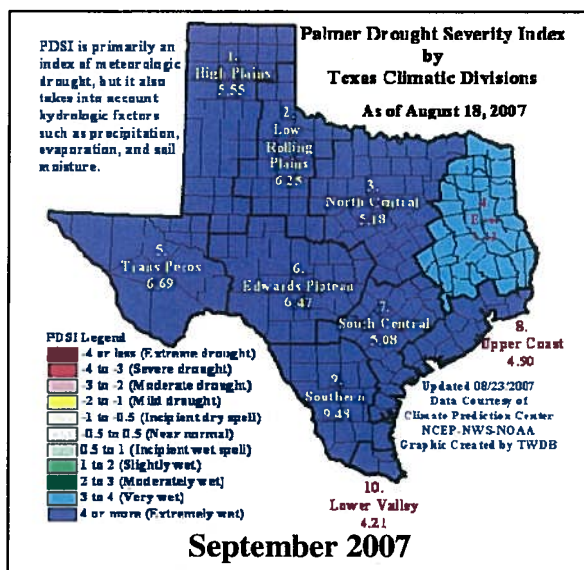 Palmer Drought Severity Index
by
Texas Climatic Divisions
As of August 18, 2007
PDSI is primarily an
index of meteorologic
drought, but it also
takes into account
hydrologic factors
such as precipitation,
evaporation, and soil
moisture.
1.
High Plains
5.55
2.
Low
Rolling
Plains
6.25
3.
North Central
5.18
4.
East
5.
Trans Pecos
6.69
6.
Edwards Plateau
6.47
7.
South Central
5.08
8.
Upper Coast
4.90
9.
Southern
9.48
10.
Lower Valley
4.21
PDSI Legend
-4 or less (Extreme drought)
-4 to -3 (Severe drought)
-3 to -2 (Moderate drought)
-2 to -1 (Mild drought)
-1 to -0.5 (Incipient dry spell)
-0.5 to 0.5 (Near normal)
0.5 to 1 (Incipient wet spell)
1 to 2 (Slightly wet)
2 to 3 (Moderately wet)
3 to 4 (Very wet)
4 or more (Extremely wet)
Updated 08/23/2007
Data Courtesy of
Climate Prediction Center
NCEP-NWS-NOAA
Graphic Created by TWDB
September 2007